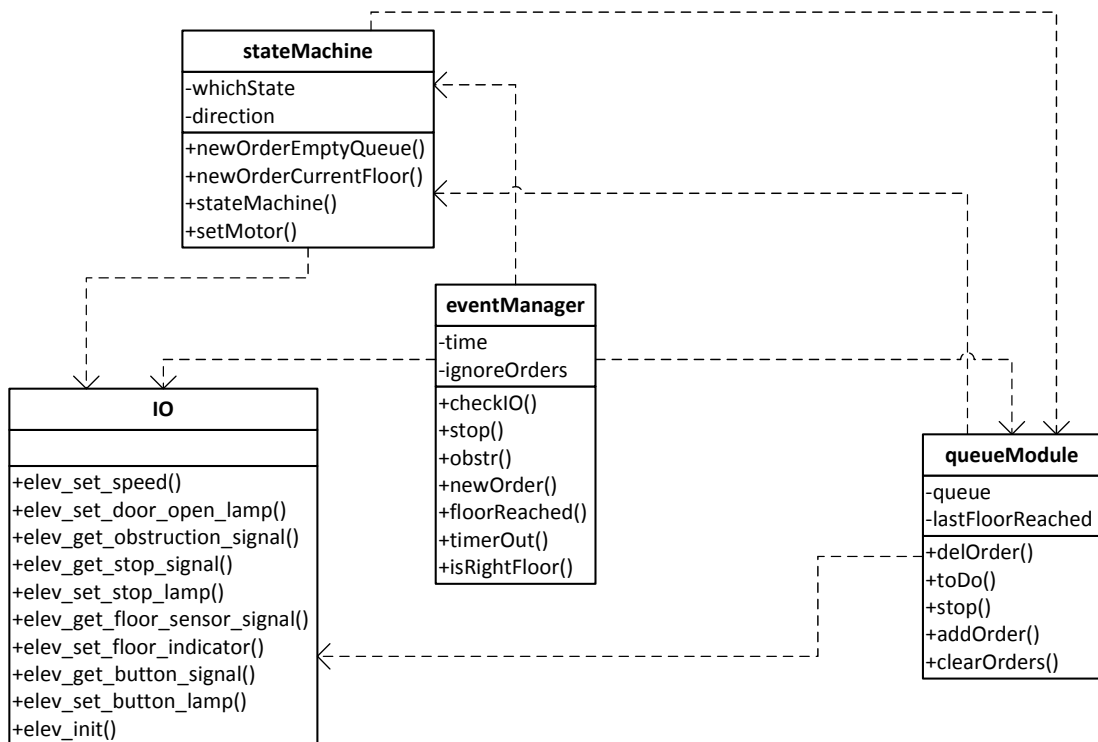 stateMachine
-whichState
-direction
+newOrderEmptyQueue()
+newOrderCurrentFloor()
+stateMachine()
+setMotor()
eventManager
-time
-ignoreOrders
+checkIO()
+stop()
+obstr()
+newOrder()
+floorReached()
+timerOut()
+isRightFloor()
IO
+elev_set_speed()
+elev_set_door_open_lamp()
+elev_get_obstruction_signal()
+elev_get_stop_signal()
+elev_set_stop_lamp()
+elev_get_floor_sensor_signal()
+elev_set_floor_indicator()
+elev_get_button_signal()
+elev_set_button_lamp()
+elev_init()
queueModule
-queue
-lastFloorReached
+delOrder()
+toDo()
+stop()
+addOrder()
+clearOrders()